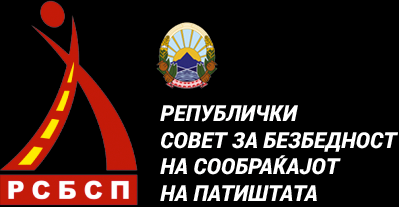 РСБСП
РЕПУБЛИЧКИ
СОВЕТ ЗА БЕЗБЕДНОСТ
НА СООБРАЌАЈОТ
НА ПАТИШТАТА